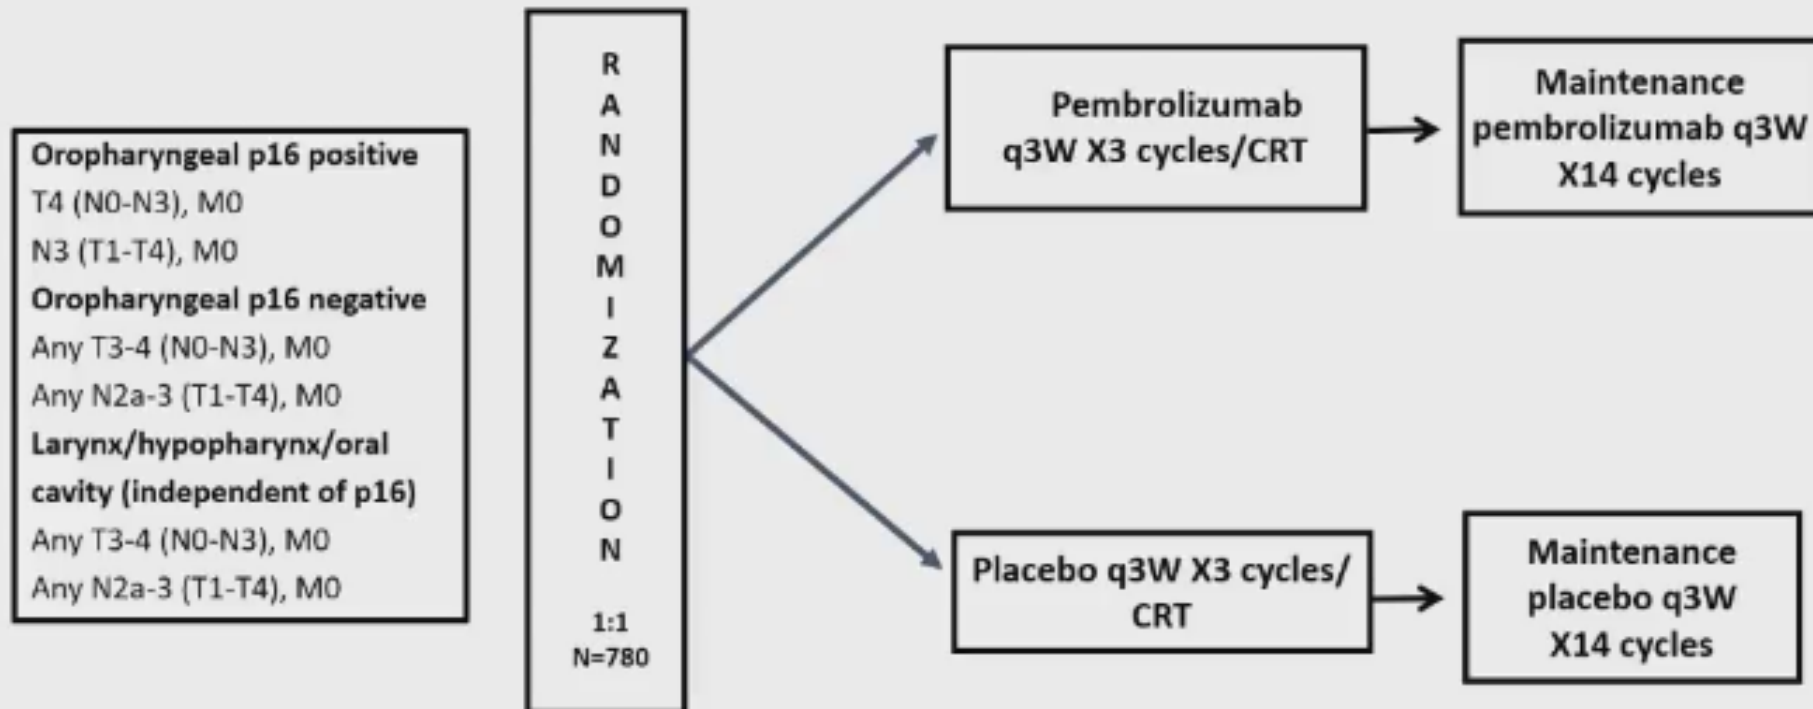 Oropharyngeal p16 positive
T4 (N0-N3), M0
N3 (T1-T4), M0
Oropharyngeal p16 negative
Any T3-4 (N0-N3), M0
Any N2a-3 (T1-T4), M0
Larynx/hypopharynx/oral
cavity (independent of p16)
Any T3-4 (N0-N3), M0
Any N2a-3 (T1-T4), M0
R
A
N
D
O
M
I
Z
A
T
I
O
N
1:1
N=780
Pembrolizumab
q3W X3 cycles/CRT
Maintenance
pembrolizumab q3W
X14 cycles
Placebo q3W X3 cycles/
CRT
Maintenance
placebo q3W
X14 cycles